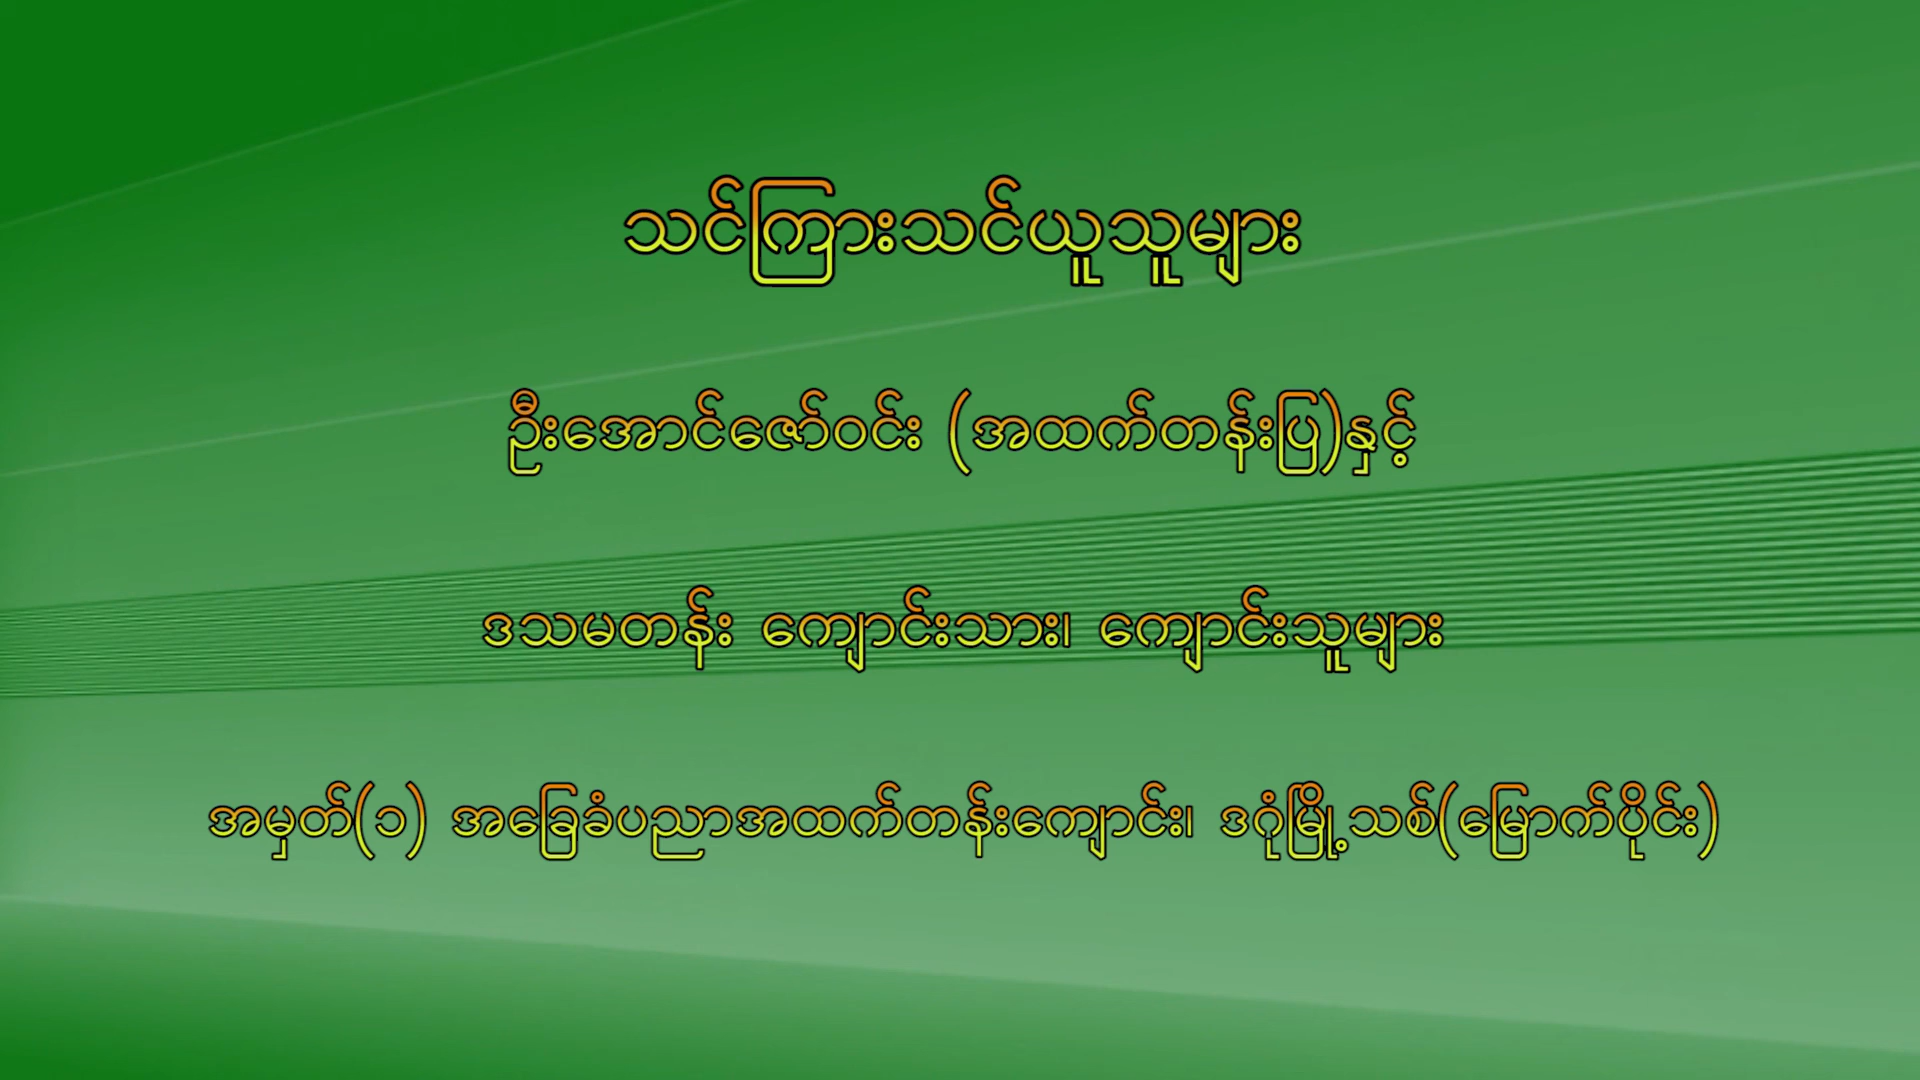 သင်ကြားသင်ယူသူများ
ဦးအောင်ဇော်ဝင်း (အထက်တန်းပြ)နှင့်
ဒသမတန်း ကျောင်းသား၊ ကျောင်းသူများ
အမှတ်(၁) အခြေခံပညာအထက်တန်းကျောင်း၊ ဒဂုံမြို့သစ်(မြောက်ပိုင်း)